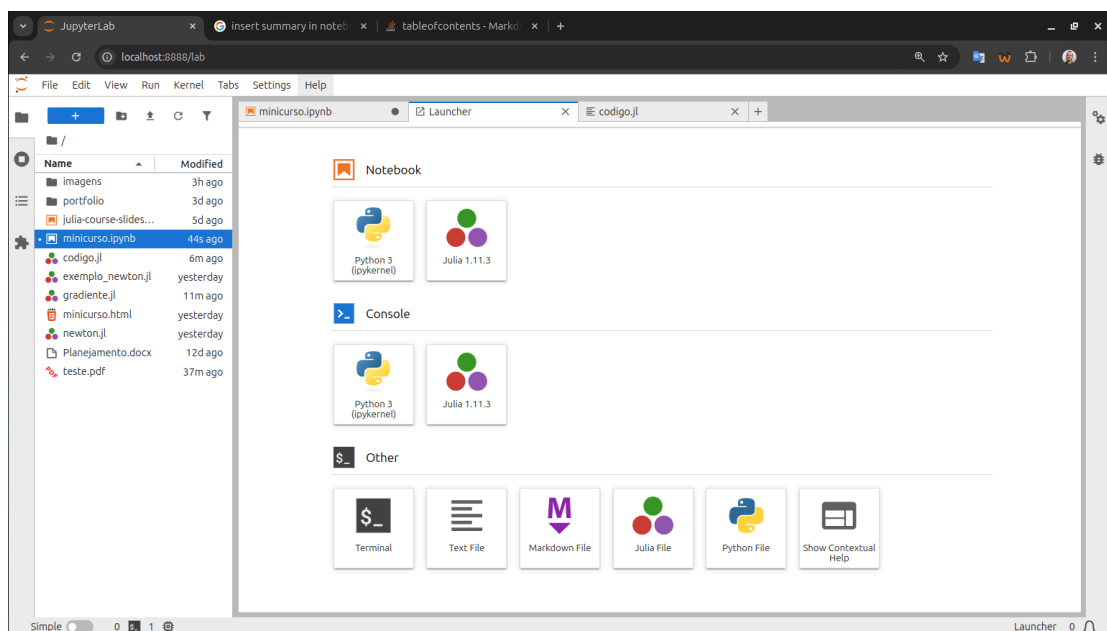 JupyterLab
insert summary in noteb
tableofcontents - Markd
localhost:8888/lab
File Edit View Run Kernel Tabs Settings Help
minicurso.ipynb
Launcher
codigo.jl
/
Name Modified
imagens 3h ago
portfolio 3d ago
julia-course-slides... 5d ago
minicurso.ipynb 44s ago
codigo.jl 6m ago
exemplo_newton.jl yesterday
gradiente.jl 11m ago
minicurso.html yesterday
newton.jl yesterday
Planejamento.docx 12d ago
teste.pdf 37m ago
Notebook
Python 3
(ipykernel)
Julia 1.11.3
Console
Python 3
(ipykernel)
Julia 1.11.3
$_ Other
$_
Terminal
Text File
M
Markdown File
Julia File
Python File
Show Contextual
Help
Simple 0 $_ 1
Launcher 0